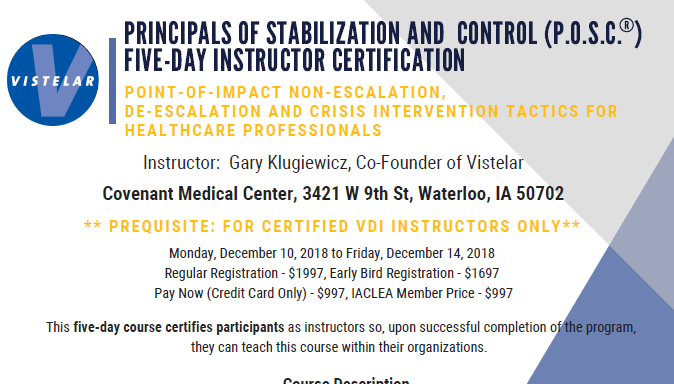 VISTELAR
PRINCIPALS OF STABILIZATION AND CONTROL (P.O.S.C.®)
FIVE-DAY INSTRUCTOR CERTIFICATION
POINT-OF-IMPACT NON-ESCALATION,
DE-ESCALATION AND CRISIS INTERVENTION TACTICS FOR
HEALTHCARE PROFESSIONALS
Instructor: Gary Klugiewicz, Co-Founder of Vistelar
Covenant Medical Center, 3421 W 9th St, Waterloo, IA 50702
** PREQUISITE: FOR CERTIFIED VDI INSTRUCTORS ONLY**
Monday, December 10, 2018 to Friday, December 14, 2018
Regular Registration - $1997, Early Bird Registration - $1697
Pay Now (Credit Card Only) - $997, IACLEA Member Price - $997
This five-day course certifies participants as instructors so, upon successful completion of the program,
they can teach this course within their organizations.
Course Description